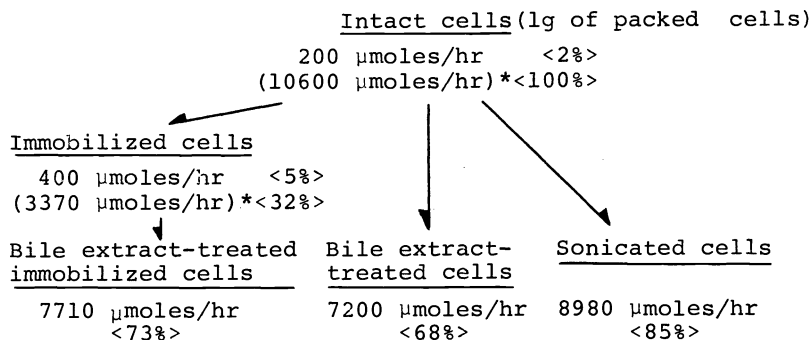 Intact cells(lg of packed cells)
200 μmoles/hr <2%>
(10600 μmoles/hr)*<100%>
Immobilized cells
400 μmoles/hr <5%>
(3370 μmoles/hr)*<32%>
Bile extract-treated
immobilized cells
7710 μmoles/hr
<73%>
Bile extract-
treated cells
7200 μmoles/hr
<68%>
Sonicated cells
8980 μmoles/hr
<85%>